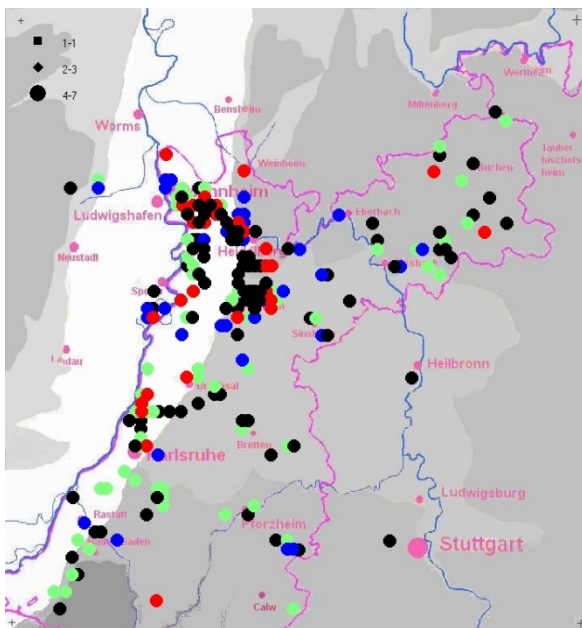 1-1
2-3
4-7
Wertheim
Miltenberg
Bensheim
Worms
Tauber
bischofs
heim
Weinheim
Buchen
Ludwigshafen
Eberbach
Neustadt
Landau
Heilbronn
Bretten
Karlsruhe
Ludwigsburg
Rastatt
Pforzheim
Stuttgart
Calw